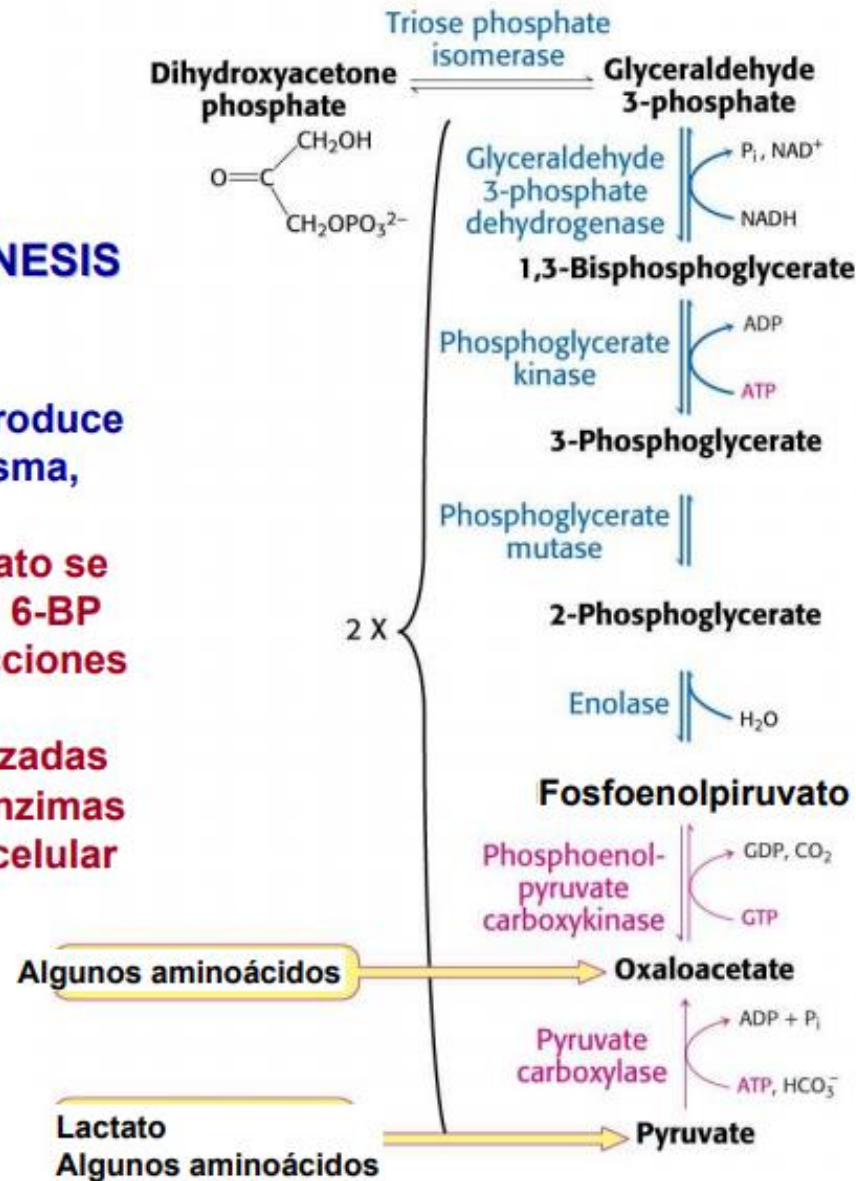 Triose phosphate
isomerase
Dihydroxyacetone
phosphate
Glyceraldehyde
3-phosphate
CH₂OH
O=C
CH₂OPO₃²⁻
Glyceraldehyde
3-phosphate
dehydrogenase
Pᵢ, NAD⁺
NADH
NESIS
1,3-Bisphosphoglycerate
Phosphoglycerate
kinase
ADP
ATP
roduce
sma,
3-Phosphoglycerate
Phosphoglycerate
mutase
ato se
6-BP
cciones
2 X
2-Phosphoglycerate
Enolase
H₂O
zadas
nzimas
celular
Fosfoenolpiruvato
Phosphoenol-
pyruvate
carboxykinase
GDP, CO₂
GTP
Algunos aminoácidos
Oxaloacetate
Pyruvate
carboxylase
ADP + Pᵢ
ATP, HCO₃⁻
Lactato
Algunos aminoácidos
Pyruvate